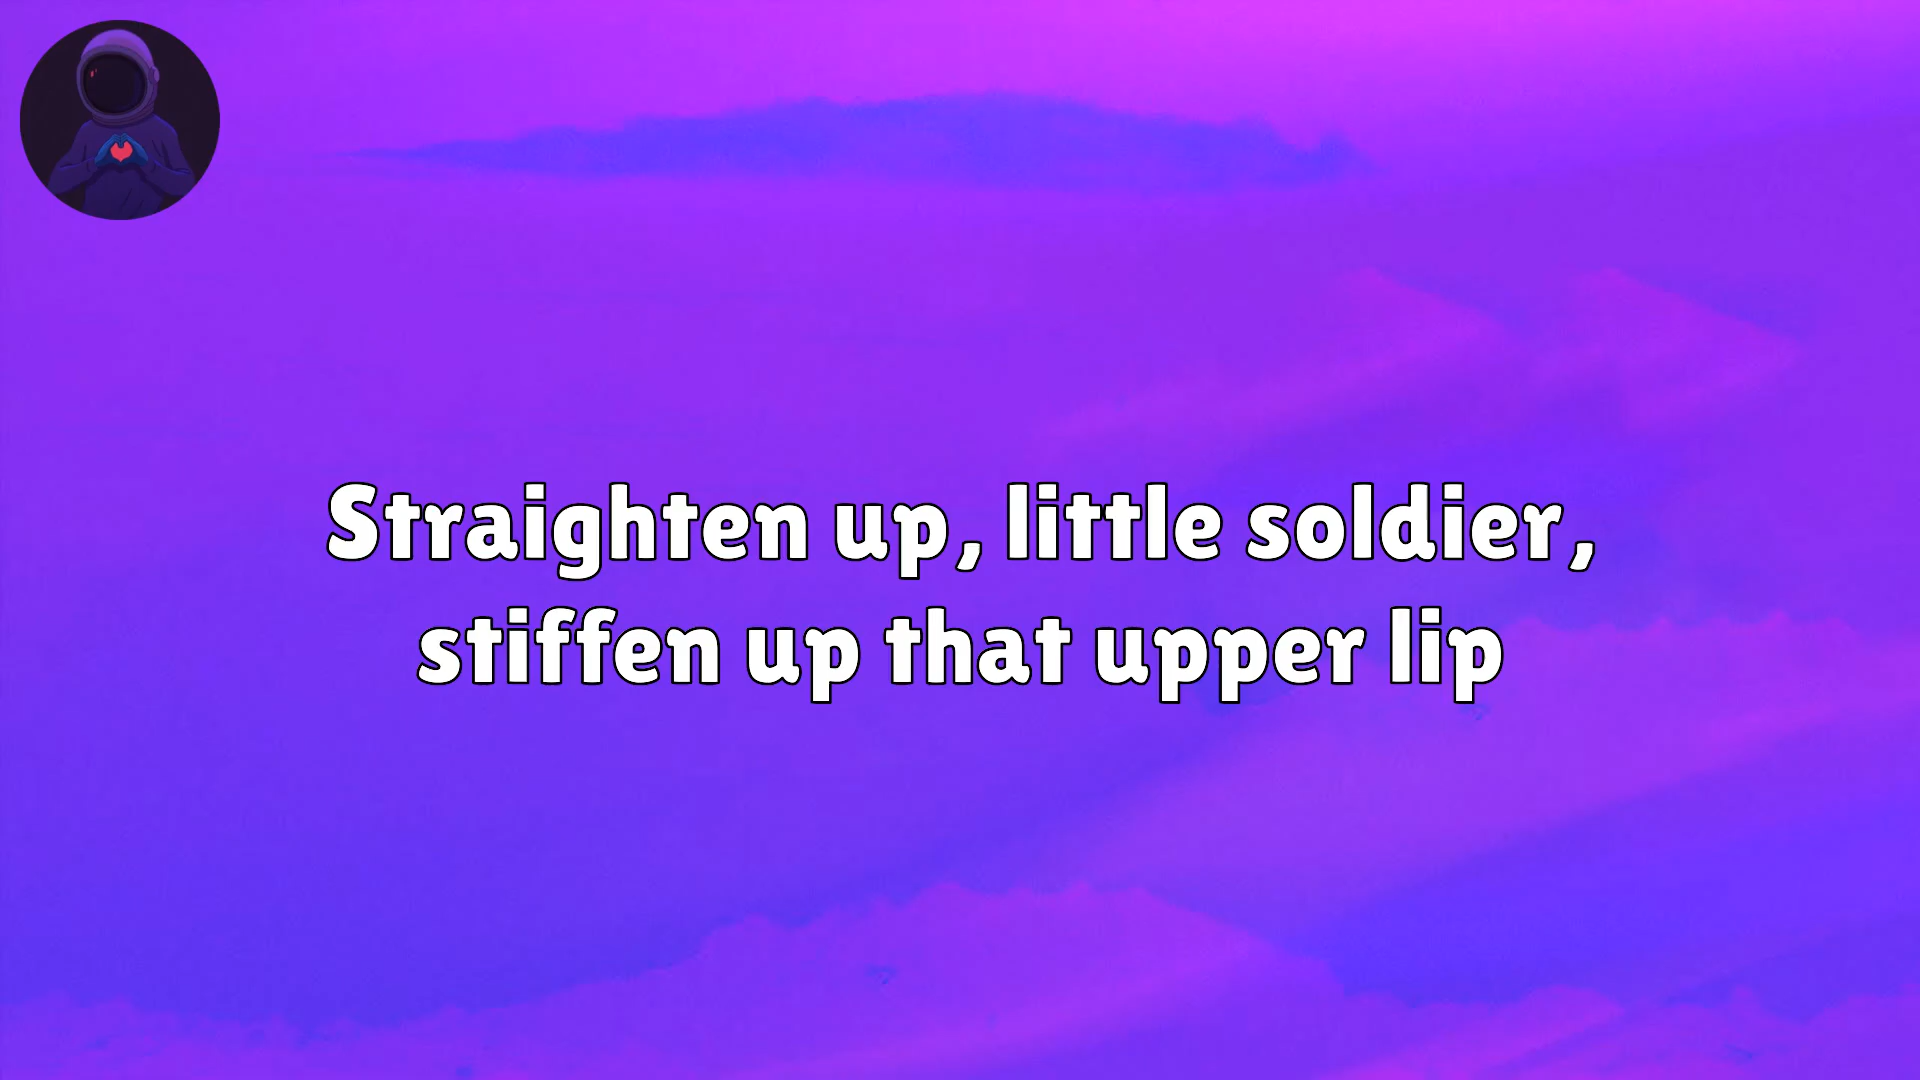 Straighten up, little soldier,
stiffen up that upper lip